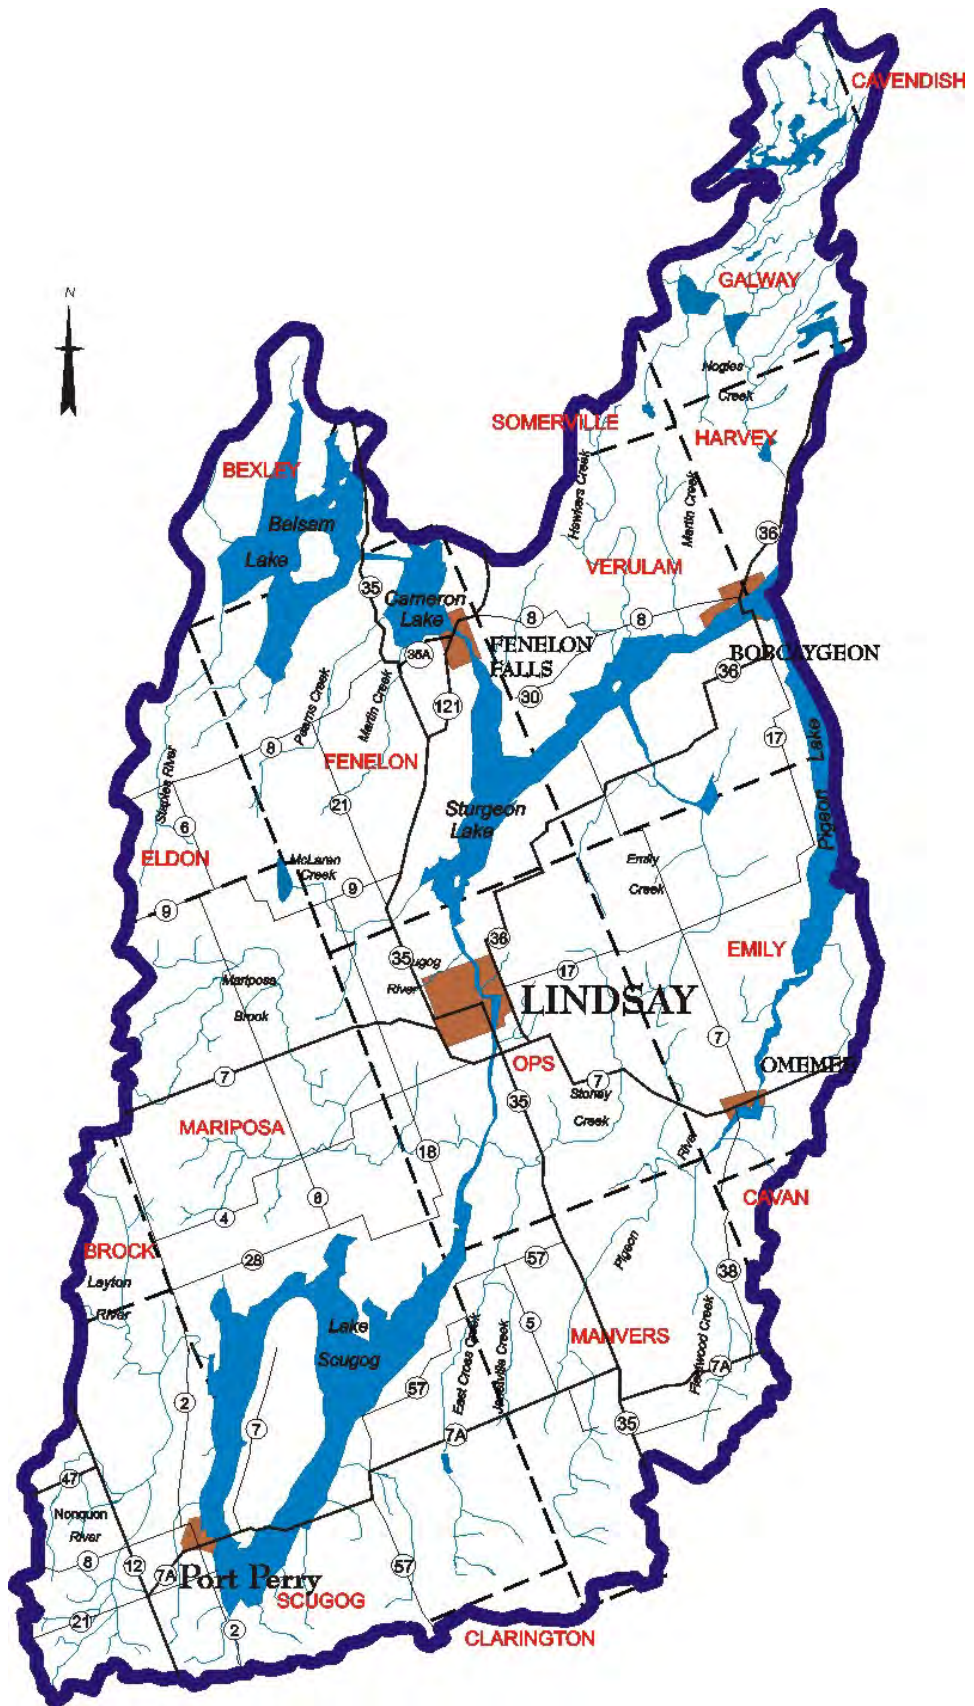 CAVENDISH
GALWAY
N
Nogies
Creek
SOMERVILLE
HARVEY
BEXLEY
Hawkers Creek
Martin Creek
Belsam
Lake
36
VERULAM
35
Cameron
Lake
8
8
FENELON
FALLS
BOBCAYGEON
35A
36
30
121
Pearns Creek
Martin Creek
17
Pigeon Lake
8
FENELON
Staples River
21
Sturgeon
Lake
6
ELDON
McLaren
Creek
9
Emily
Creek
9
EMILY
36
35
ugog
River
17
Mariposa
Brook
LINDSAY
7
OMEMEE
7
OPS
7
35
Stoney
Creek
MARIPOSA
18
River
CAVAN
8
4
Pigeon
BROCK
28
57
38
Layton
River
Lake
Scugog
5
MANVERS
East Cross Creek
Janetville Creek
Fleetwood Creek
7A
57
2
7
7A
35
47
Nonquon
River
8
12
7A
Port Perry
57
SCUGOG
21
2
CLARINGTON